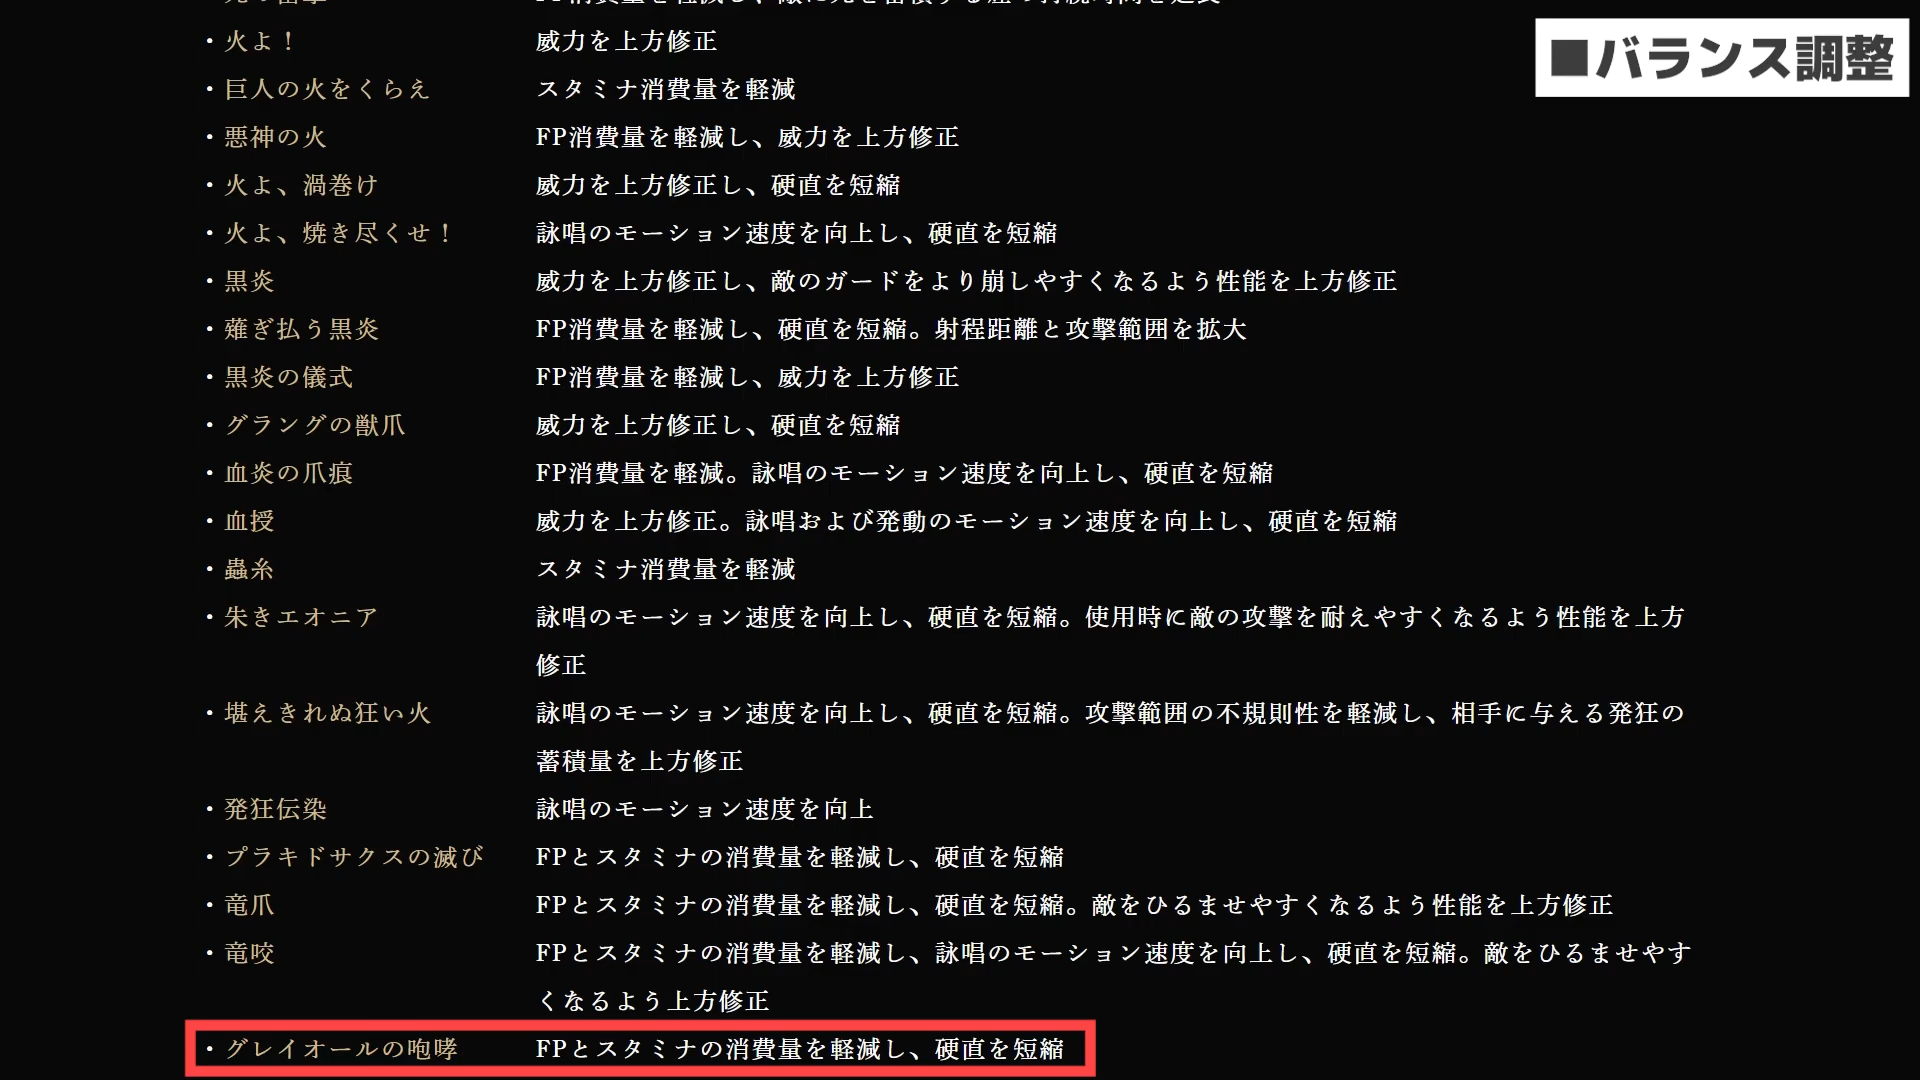 ■バランス調整
・火よ！ 威力を上方修正
・巨人の火をくらえ スタミナ消費量を軽減
・悪神の火 FP消費量を軽減し、威力を上方修正
・火よ、渦巻け 威力を上方修正し、硬直を短縮
・火よ、焼き尽くせ！ 詠唱のモーション速度を向上し、硬直を短縮
・黒炎 威力を上方修正し、敵のガードをより崩しやすくなるよう性能を上方修正
・薙ぎ払う黒炎 FP消費量を軽減し、硬直を短縮。射程距離と攻撃範囲を拡大
・黒炎の儀式 FP消費量を軽減し、威力を上方修正
・グラングの獣爪 威力を上方修正し、硬直を短縮
・血炎の爪痕 FP消費量を軽減。詠唱のモーション速度を向上し、硬直を短縮
・血授 威力を上方修正。詠唱および発動のモーション速度を向上し、硬直を短縮
・蟲糸 スタミナ消費量を軽減
・朱きエオニア 詠唱のモーション速度を向上し、硬直を短縮。使用時に敵の攻撃を耐えやすくなるよう性能を上方
修正
・堪えきれぬ狂い火 詠唱のモーション速度を向上し、硬直を短縮。攻撃範囲の不規則性を軽減し、相手に与える発狂の
蓄積量を上方修正
・発狂伝染 詠唱のモーション速度を向上
・プラキドサクスの滅び FPとスタミナの消費量を軽減し、硬直を短縮
・竜爪 FPとスタミナの消費量を軽減し、硬直を短縮。敵をひるませやすくなるよう性能を上方修正
・竜咬 FPとスタミナの消費量を軽減し、詠唱のモーション速度を向上し、硬直を短縮。敵をひるませやす
くなるよう上方修正
・グレイオールの咆哮 FPとスタミナの消費量を軽減し、硬直を短縮